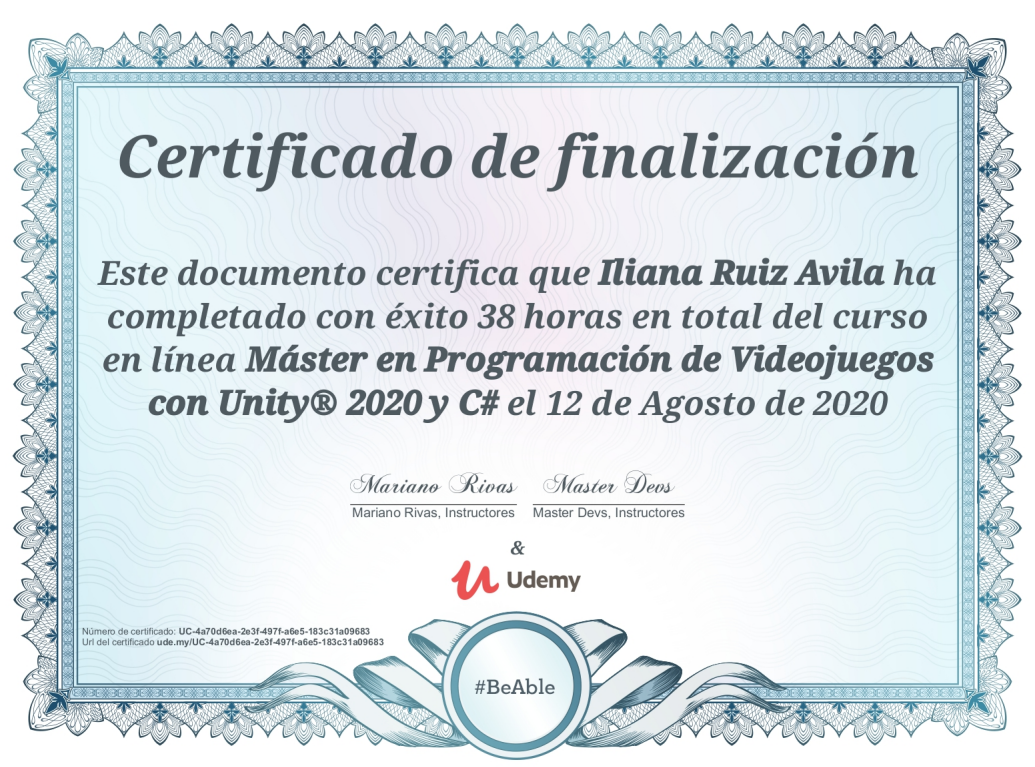 Certificado de finalización
Este documento certifica que Iliana Ruiz Avila ha
completado con éxito 38 horas en total del curso
en línea Máster en Programación de Videojuegos
con Unity® 2020 y C# el 12 de Agosto de 2020
Mariano Rivas Master Devs
Mariano Rivas, Instructores Master Devs, Instructores
&
Udemy
Número de certificado: UC-4a70d6ea-2e3f-497f-a6e5-183c31a09683
Url del certificado ude.my/UC-4a70d6ea-2e3f-497f-a6e5-183c31a09683
#BeAble